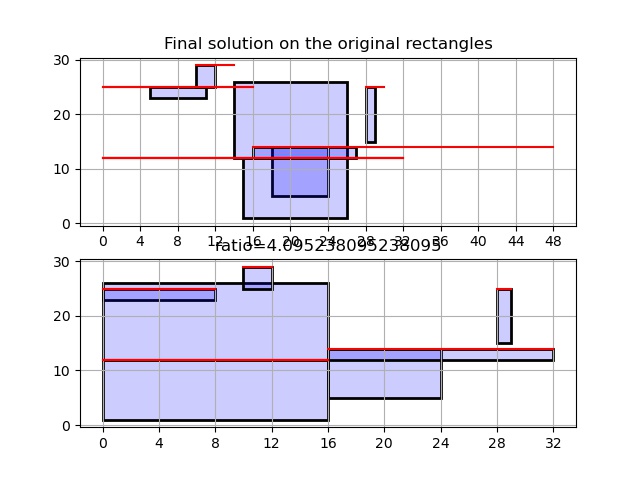 Final solution on the original rectangles
30
20
10
0
0 4 8 12 16 20 24 28 32 36 40 44 48
ratio=4.095238095238095
30
20
10
0
0 4 8 12 16 20 24 28 32